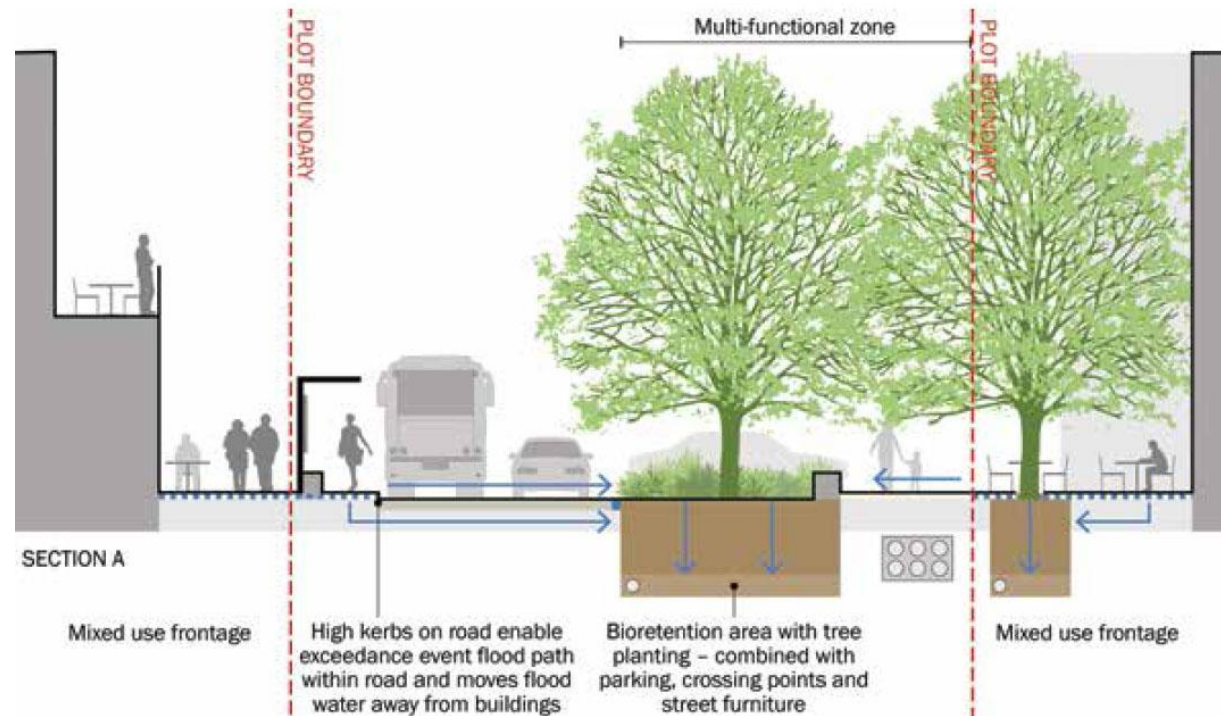 Multi-functional zone
PLOT BOUNDARY
PLOT BOUNDARY
SECTION A
Mixed use frontage
High kerbs on road enable
exceedance event flood path
within road and moves flood
water away from buildings
Bioretention area with tree
planting – combined with
parking, crossing points and
street furniture
Mixed use frontage